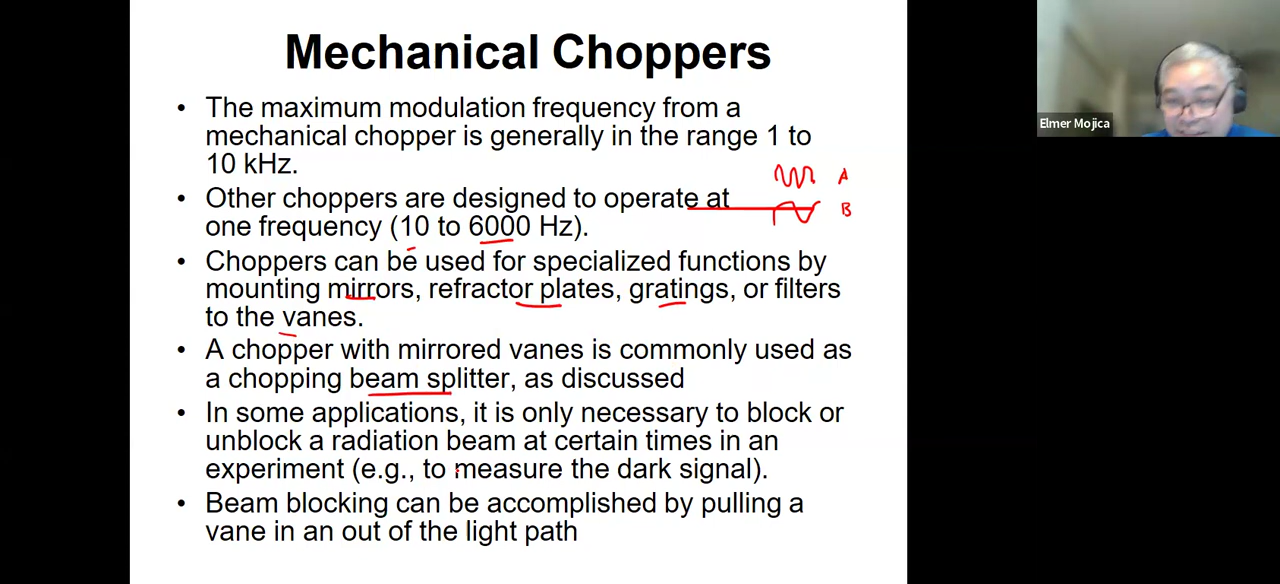 Mechanical Choppers
• The maximum modulation frequency from a
mechanical chopper is generally in the range 1 to
10 kHz.
• Other choppers are designed to operate at
one frequency (10 to 6000 Hz).
A
B
• Choppers can be used for specialized functions by
mounting mirrors, refractor plates, gratings, or filters
to the vanes.
• A chopper with mirrored vanes is commonly used as
a chopping beam splitter, as discussed
• In some applications, it is only necessary to block or
unblock a radiation beam at certain times in an
experiment (e.g., to measure the dark signal).
• Beam blocking can be accomplished by pulling a
vane in an out of the light path
Elmer Mojica